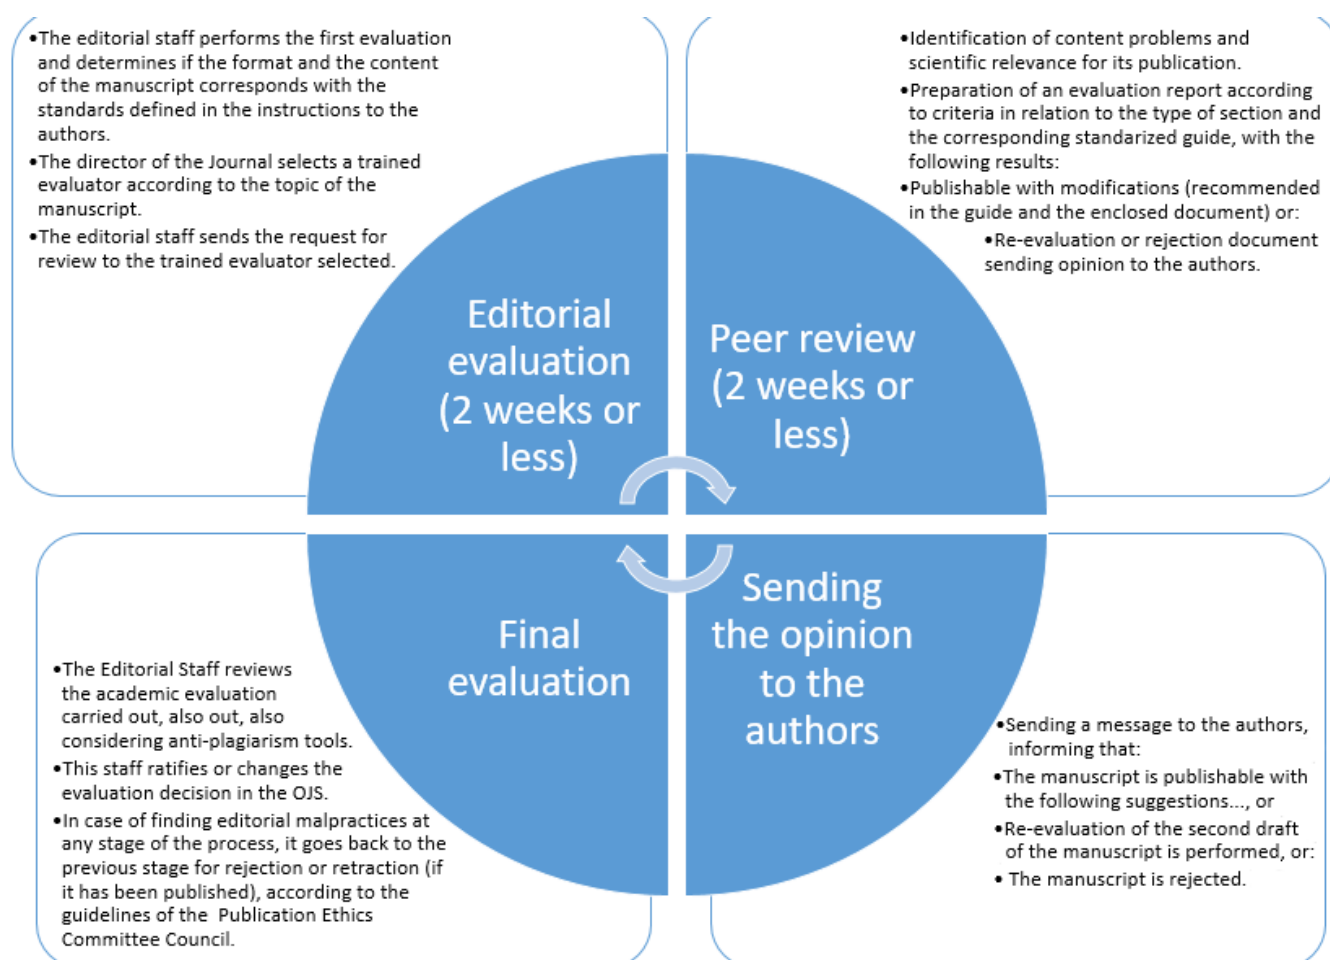 •The editorial staff performs the first evaluation
and determines if the format and the content
of the manuscript corresponds with the
standards defined in the instructions to the
authors.
•The director of the Journal selects a trained
evaluator according to the topic of the
manuscript.
•The editorial staff sends the request for
review to the trained evaluator selected.
•Identification of content problems and
scientific relevance for its publication.
•Preparation of an evaluation report according
to criteria in relation to the type of section and
the corresponding standarized guide, with the
following results:
•Publishable with modifications (recommended
in the guide and the enclosed document) or:
•Re-evaluation or rejection document
sending opinion to the authors.
Editorial
evaluation
(2 weeks or
less)
Peer review
(2 weeks or
less)
Final
evaluation
Sending
the opinion
to the
authors
•The Editorial Staff reviews
the academic evaluation
carried out, also out, also
considering anti-plagiarism tools.
•This staff ratifies or changes the
evaluation decision in the OJS.
•In case of finding editorial malpractices at
any stage of the process, it goes back to the
previous stage for rejection or retraction (if
it has been published), according to the
guidelines of the Publication Ethics
Committee Council.
•Sending a message to the authors,
informing that:
•The manuscript is publishable with
the following suggestions..., or
•Re-evaluation of the second draft
of the manuscript is performed, or:
• The manuscript is rejected.